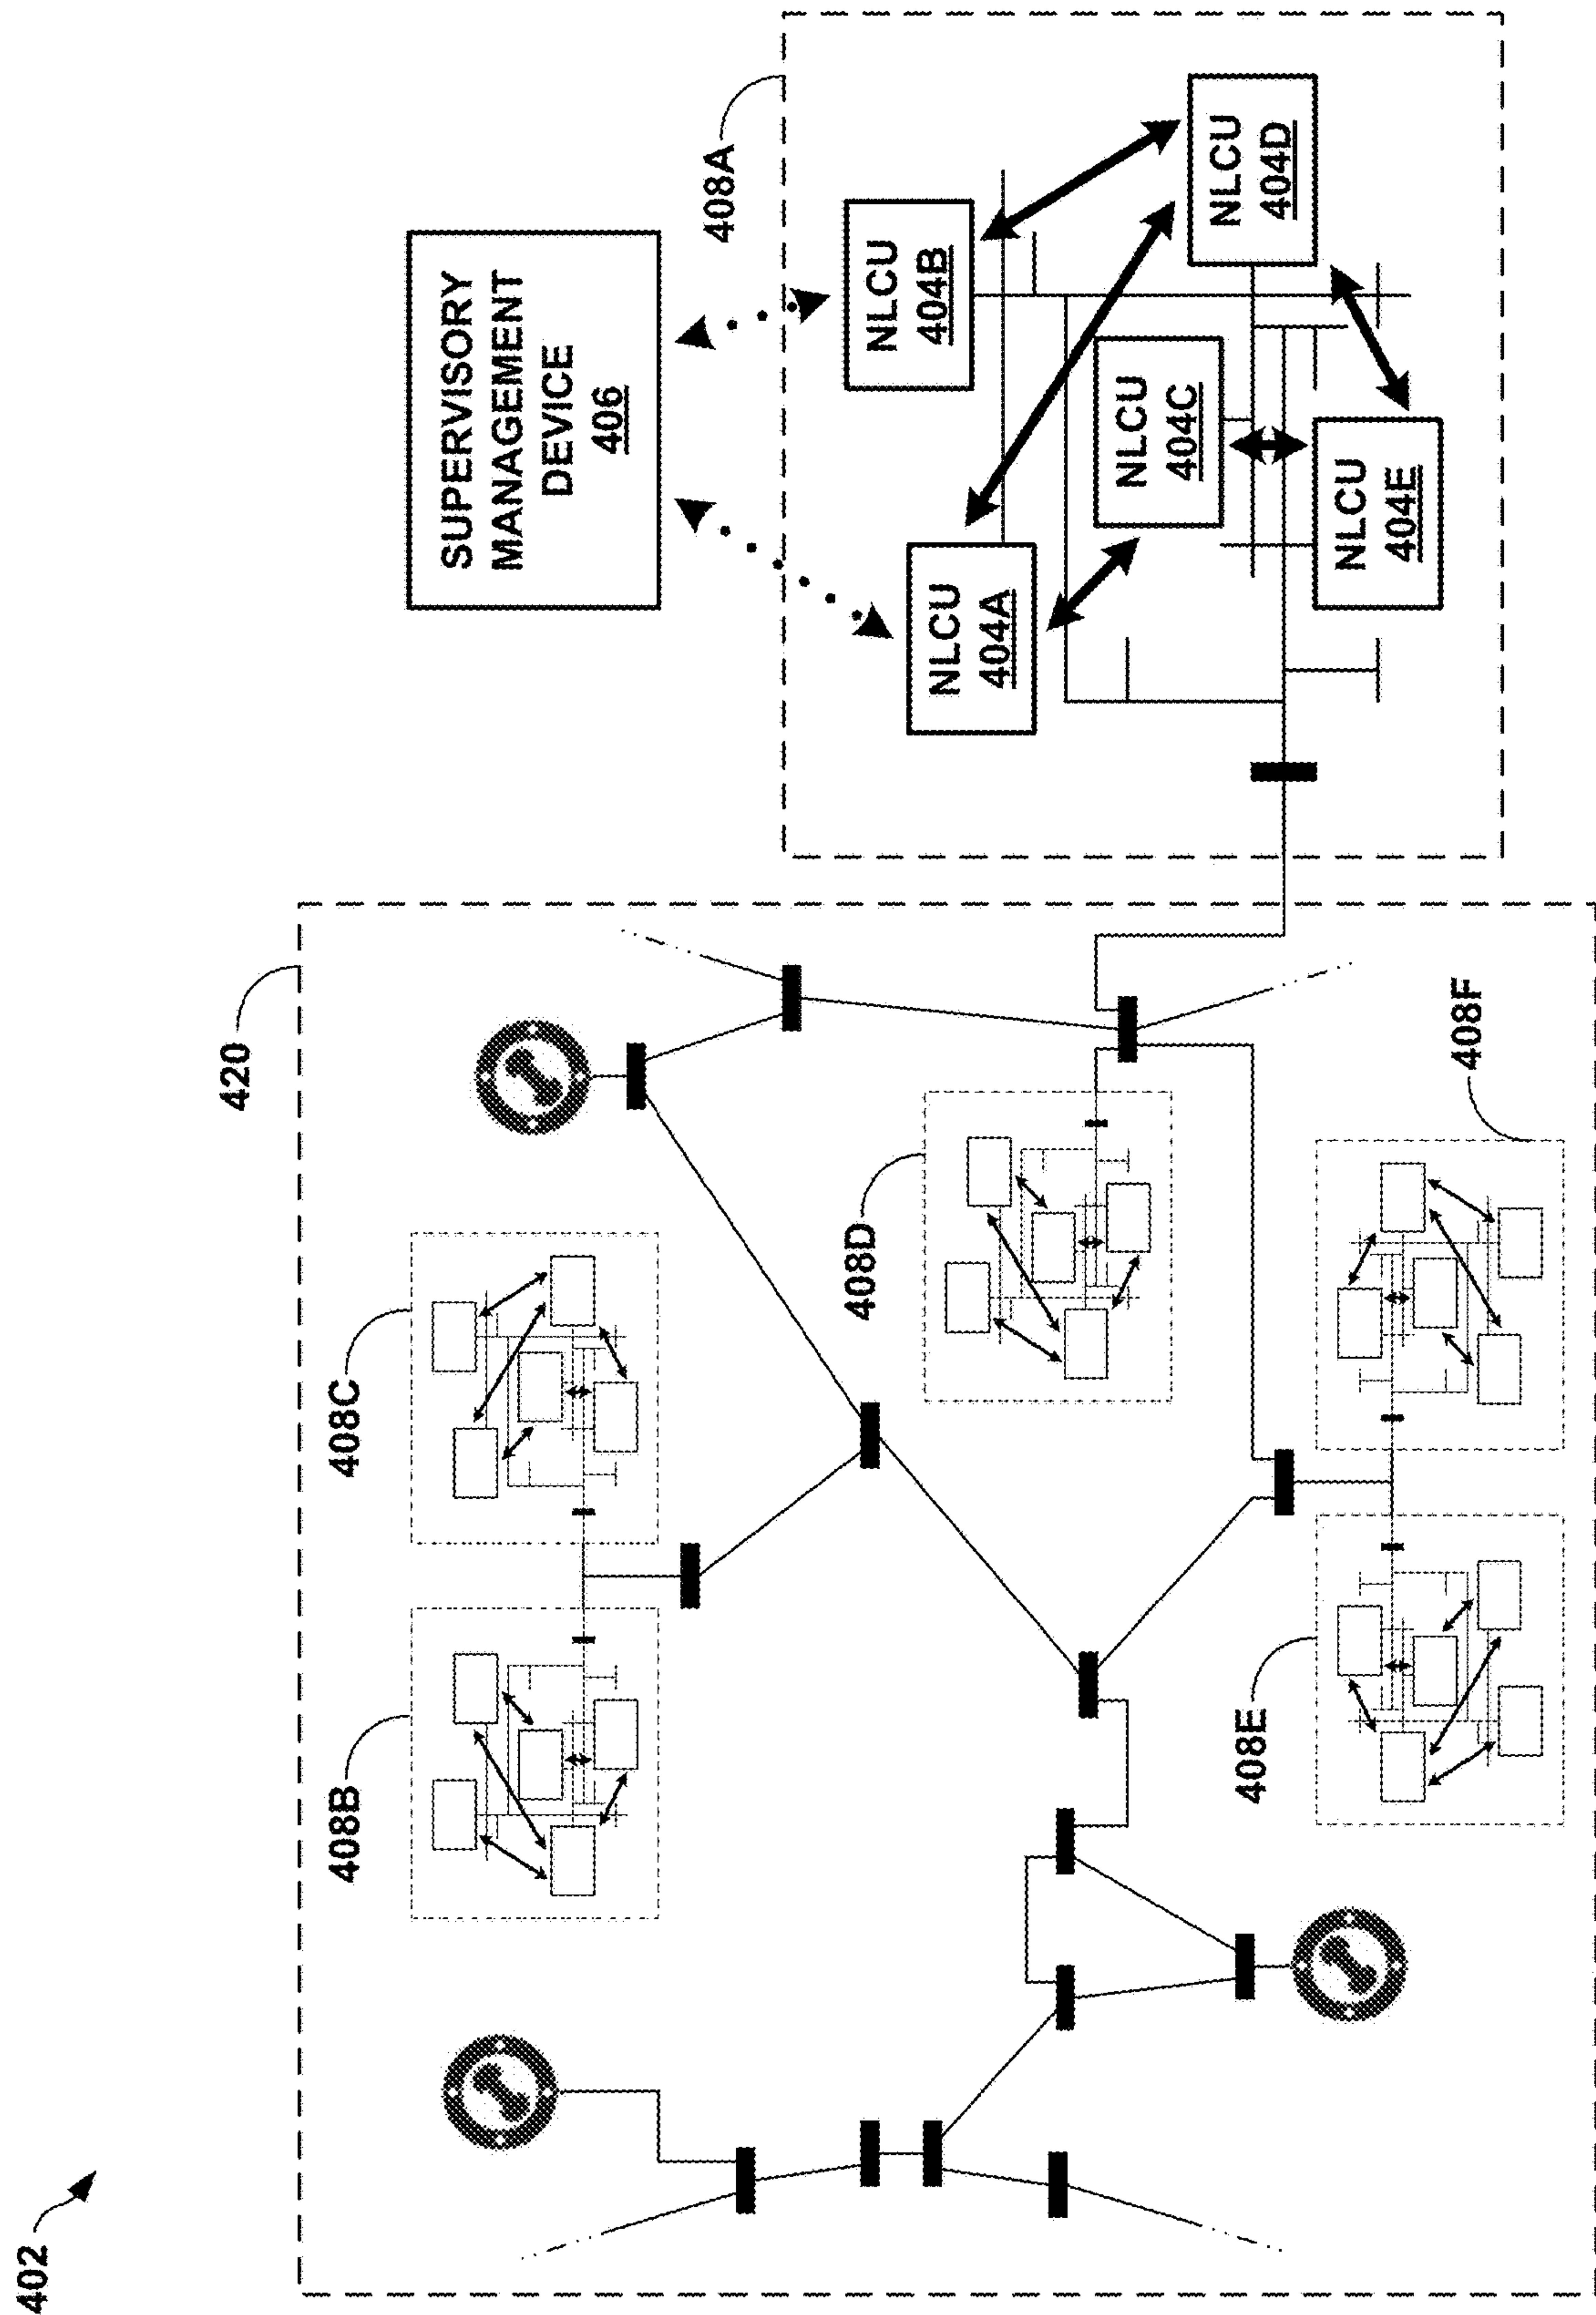 402
420
408B
408C
408D
408E
408F
SUPERVISORY
MANAGEMENT
DEVICE
406
408A
NLCU
404A
NLCU
404B
NLCU
404C
NLCU
404D
NLCU
404E